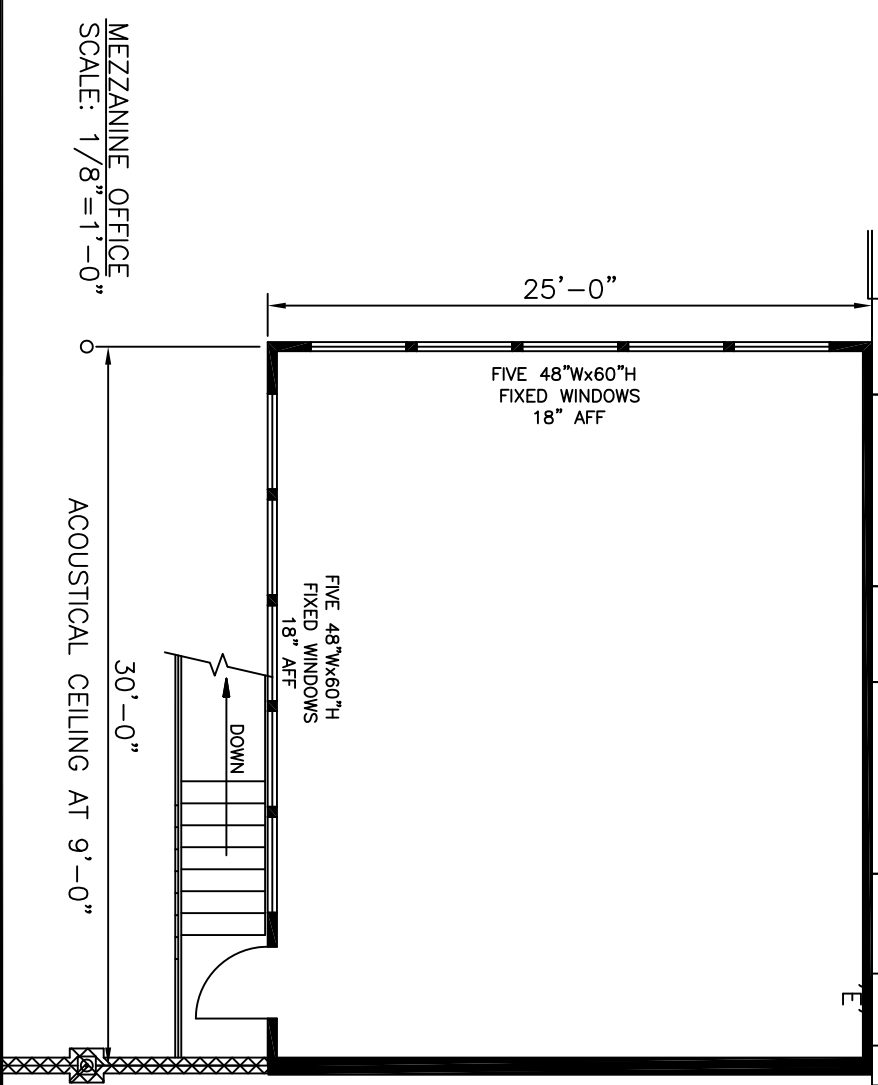 MEZZANINE OFFICE
SCALE: 1/8"=1'-0"
25'-0"
FIVE 48"Wx60"H
FIXED WINDOWS
18" AFF
FIVE 48"Wx60"H
FIXED WINDOWS
18" AFF
DOWN
30'-0"
ACOUSTICAL CEILING AT 9'-0"
'E'